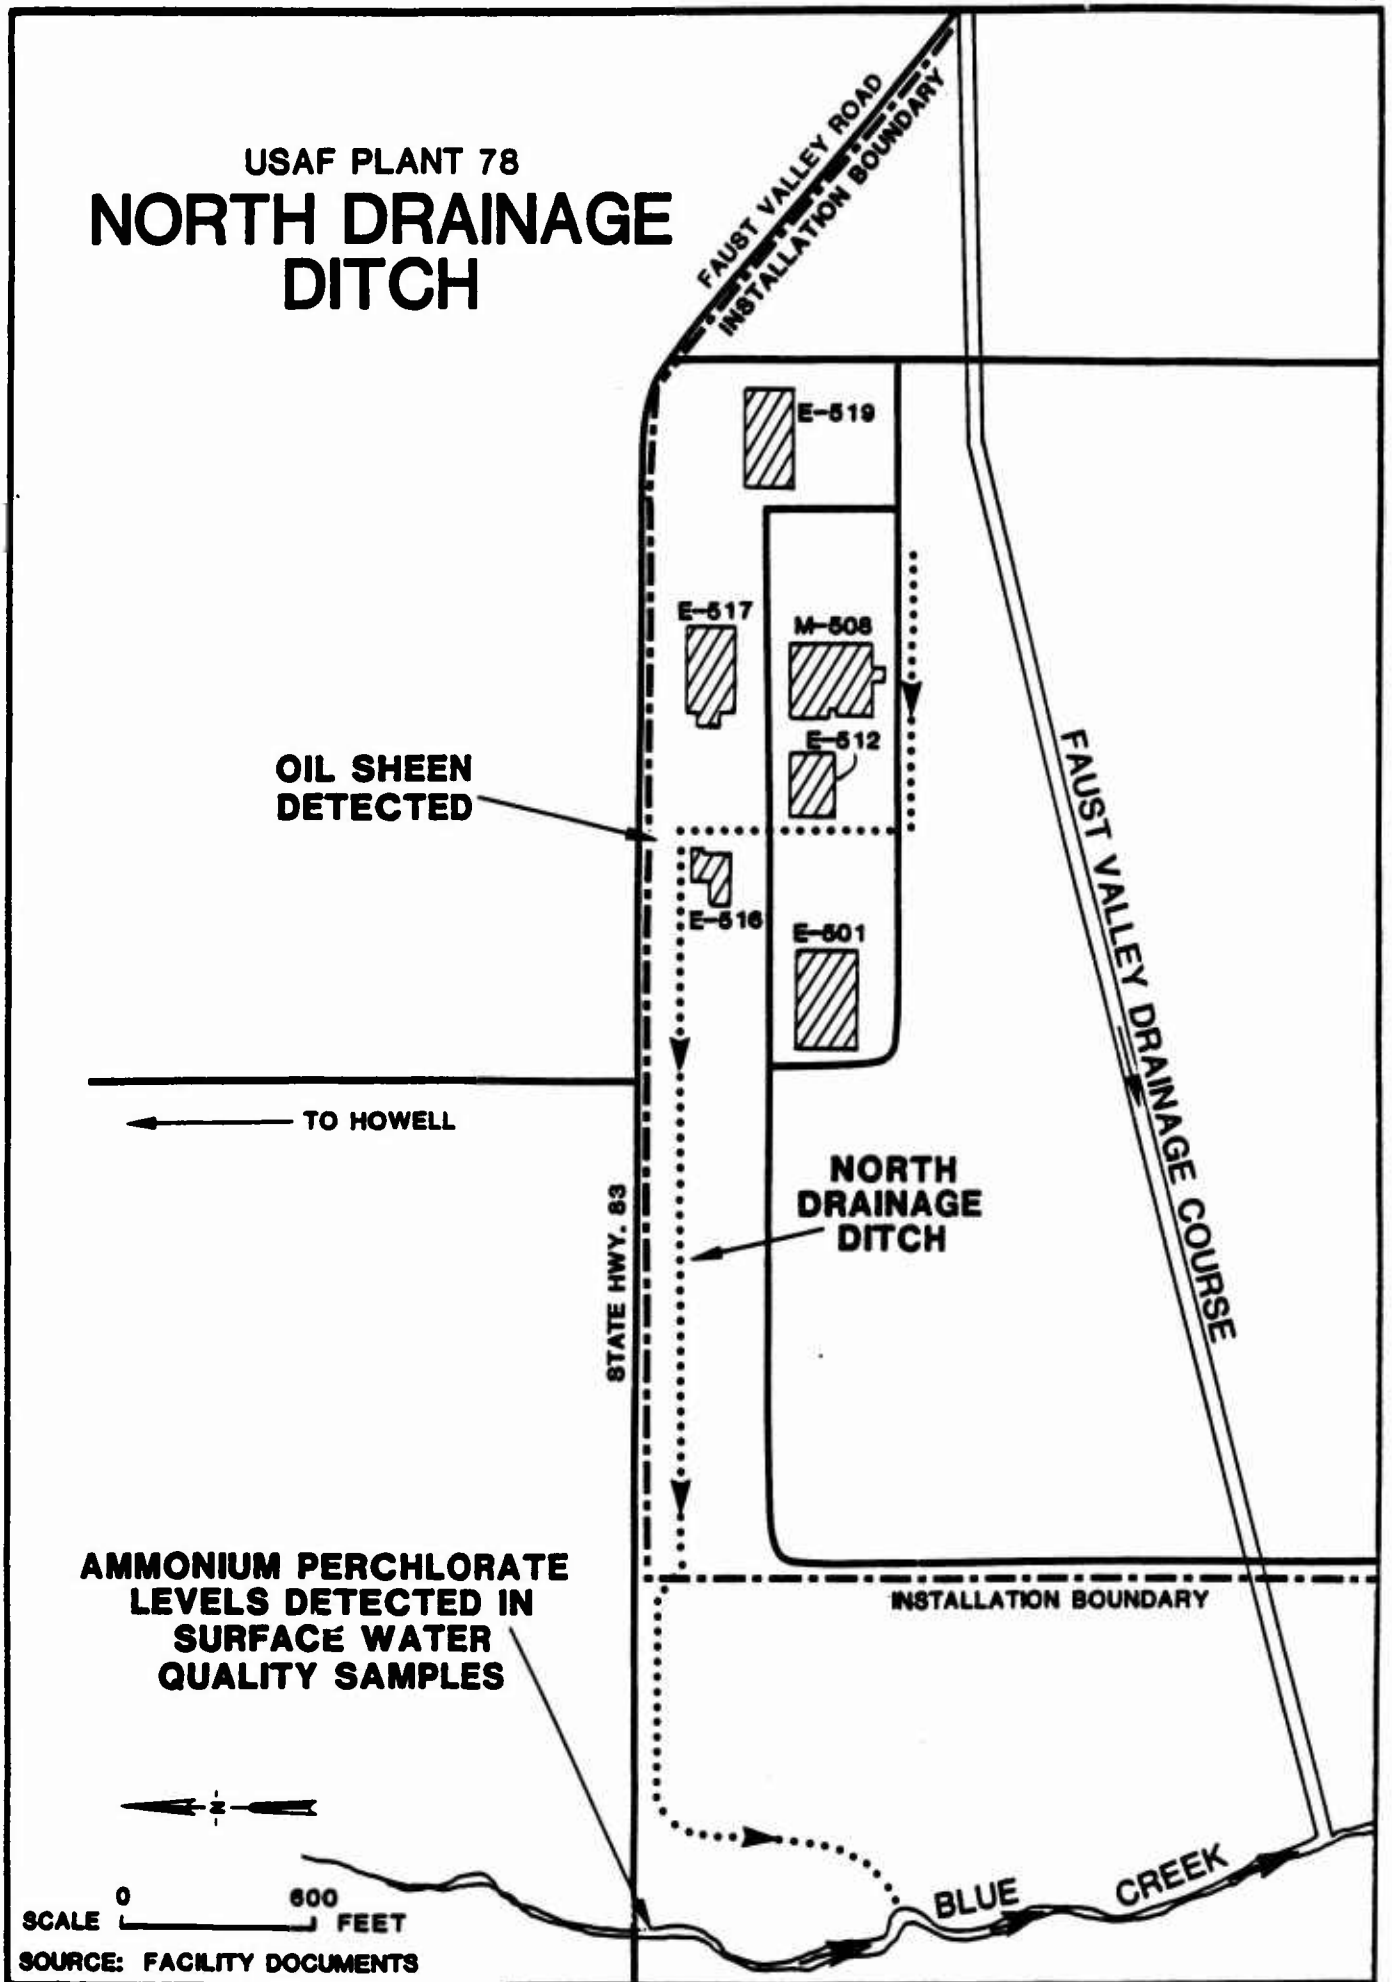 USAF PLANT 78
NORTH DRAINAGE
DITCH
FAUST VALLEY ROAD
INSTALLATION BOUNDARY
E-519
E-517
M-508
E-512
OIL SHEEN
DETECTED
E-516
E-501
FAUST VALLEY DRAINAGE COURSE
TO HOWELL
NORTH
DRAINAGE
DITCH
STATE HWY. 83
AMMONIUM PERCHLORATE
LEVELS DETECTED IN
SURFACE WATER
QUALITY SAMPLES
INSTALLATION BOUNDARY
N
BLUE CREEK
0 600
SCALE FEET
SOURCE: FACILITY DOCUMENTS